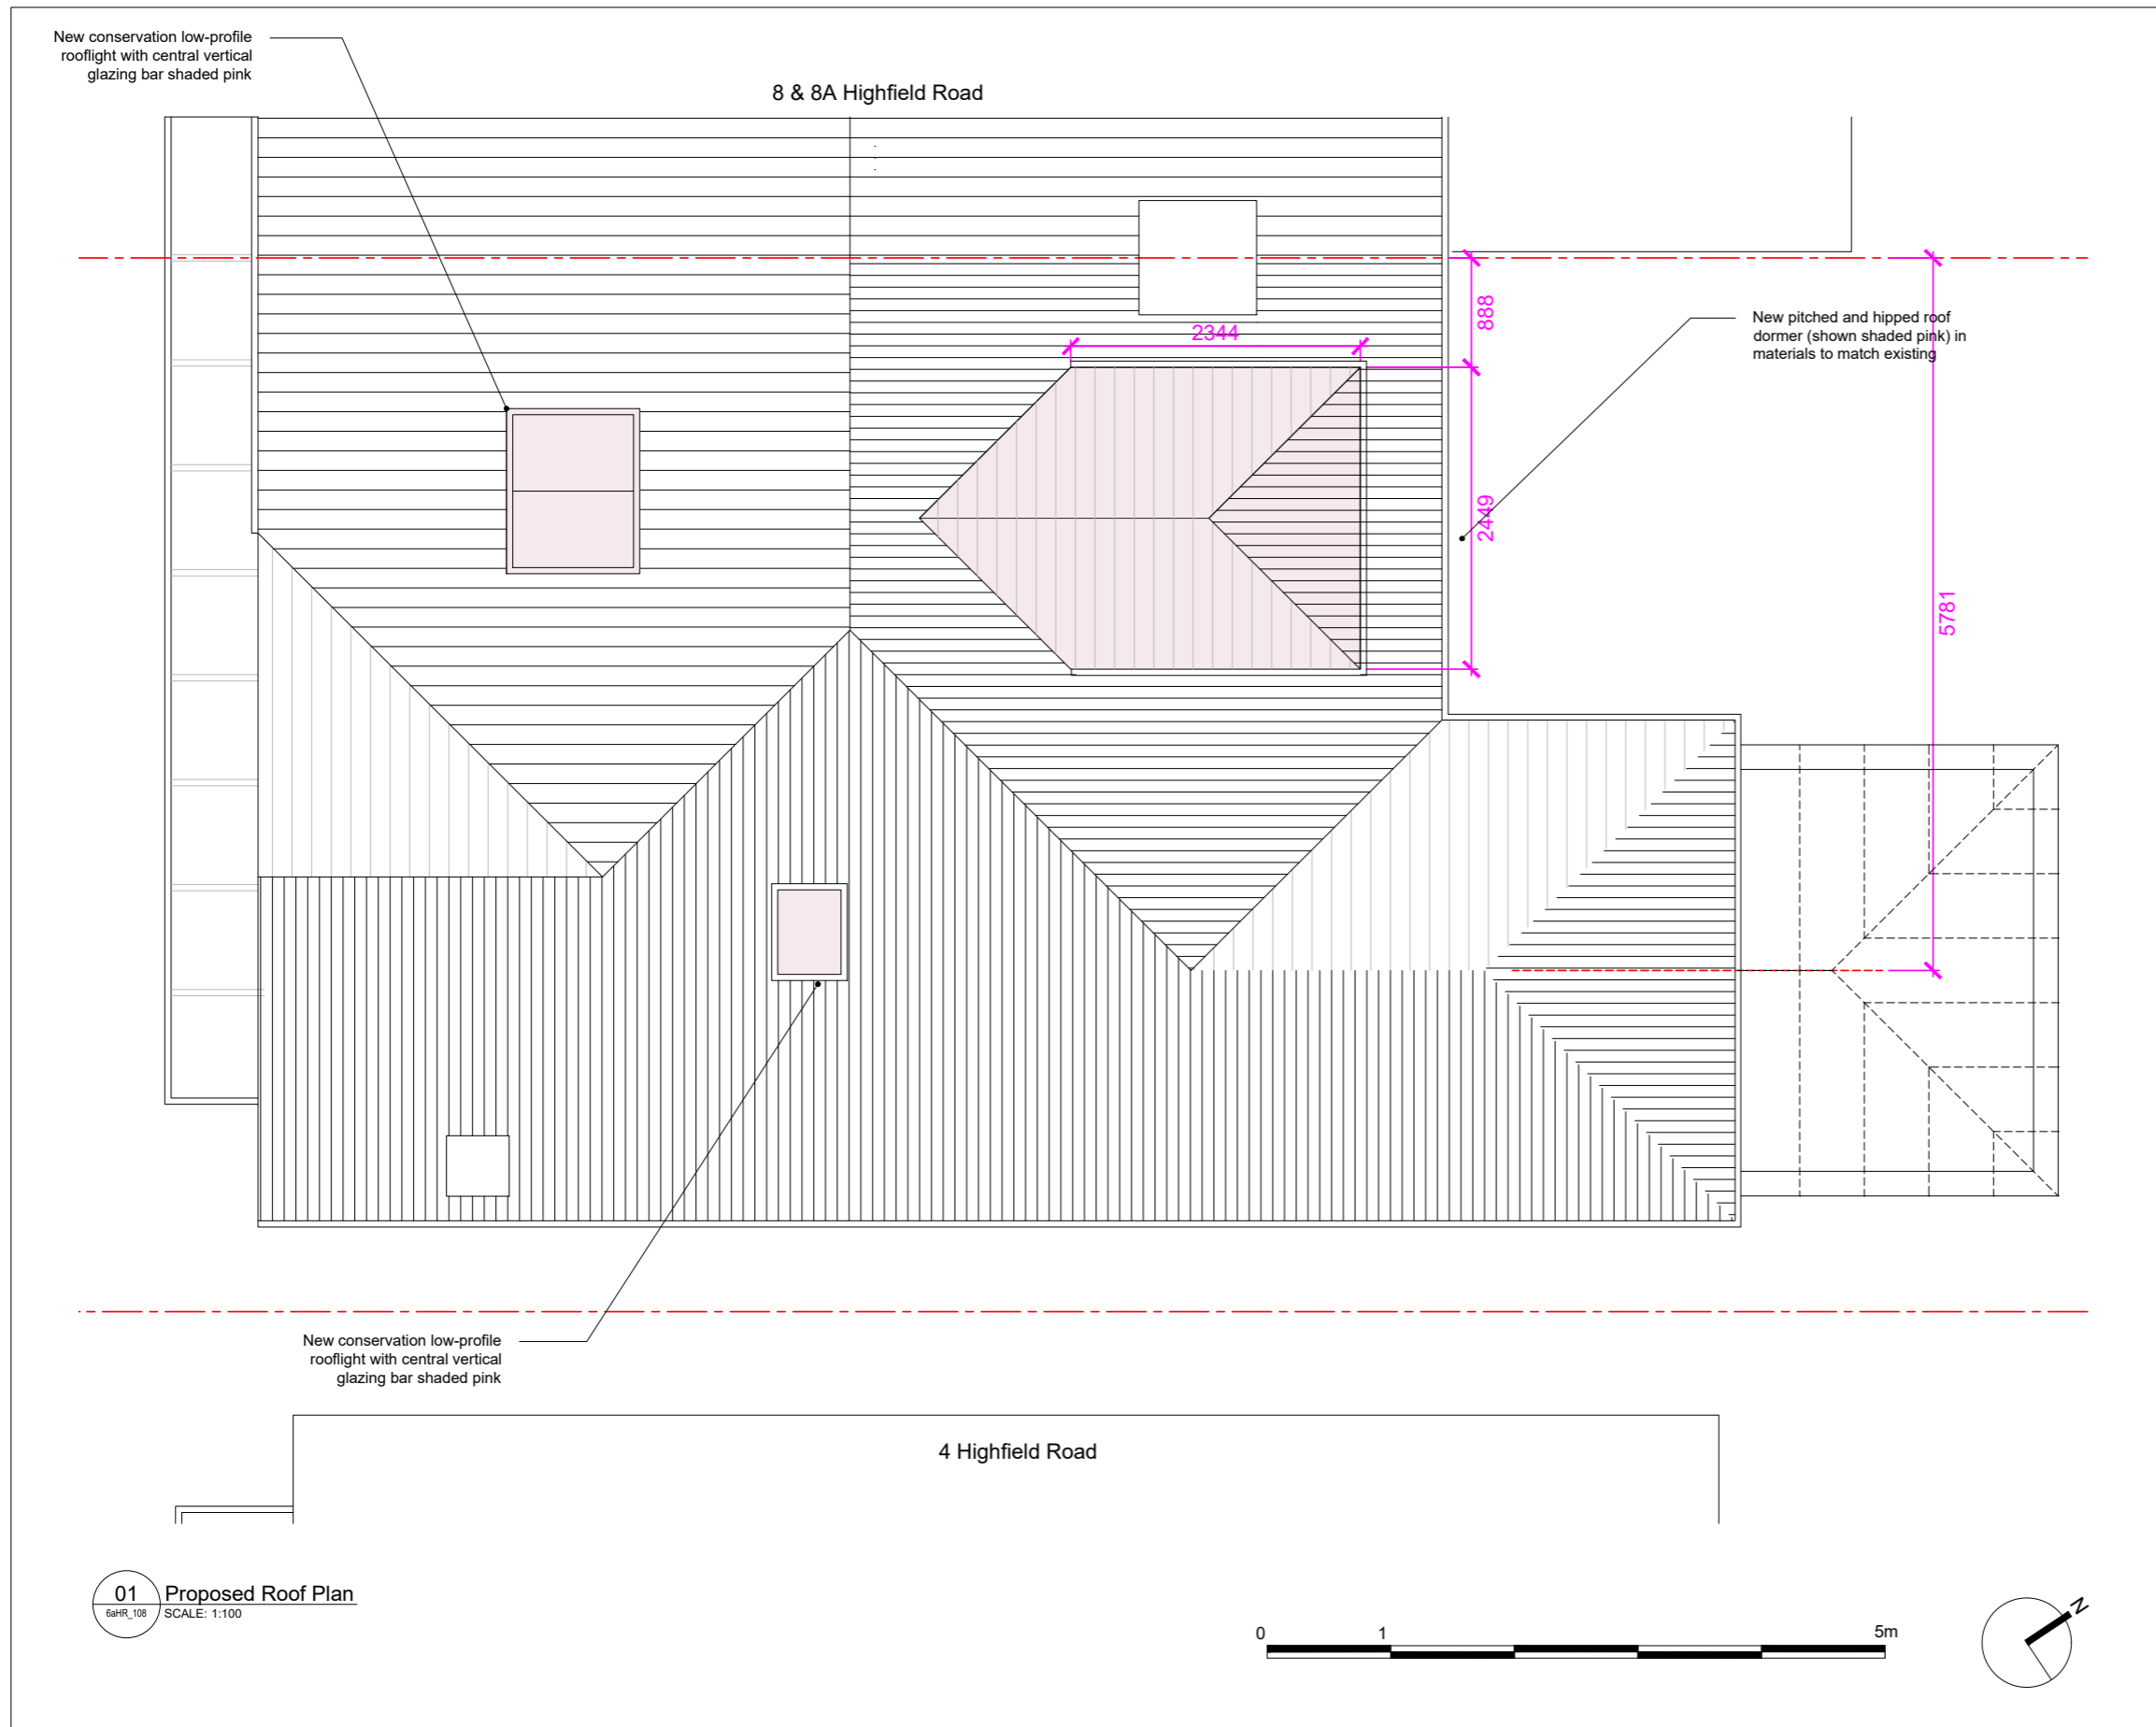 New conservation low-profile
rooflight with central vertical
glazing bar shaded pink
8 & 8A Highfield Road
888
2344
New pitched and hipped roof
dormer (shown shaded pink) in
materials to match existing
2449
5781
New conservation low-profile
rooflight with central vertical
glazing bar shaded pink
4 Highfield Road
01
6aHR_108
Proposed Roof Plan
SCALE: 1:100
0 1 5m
N